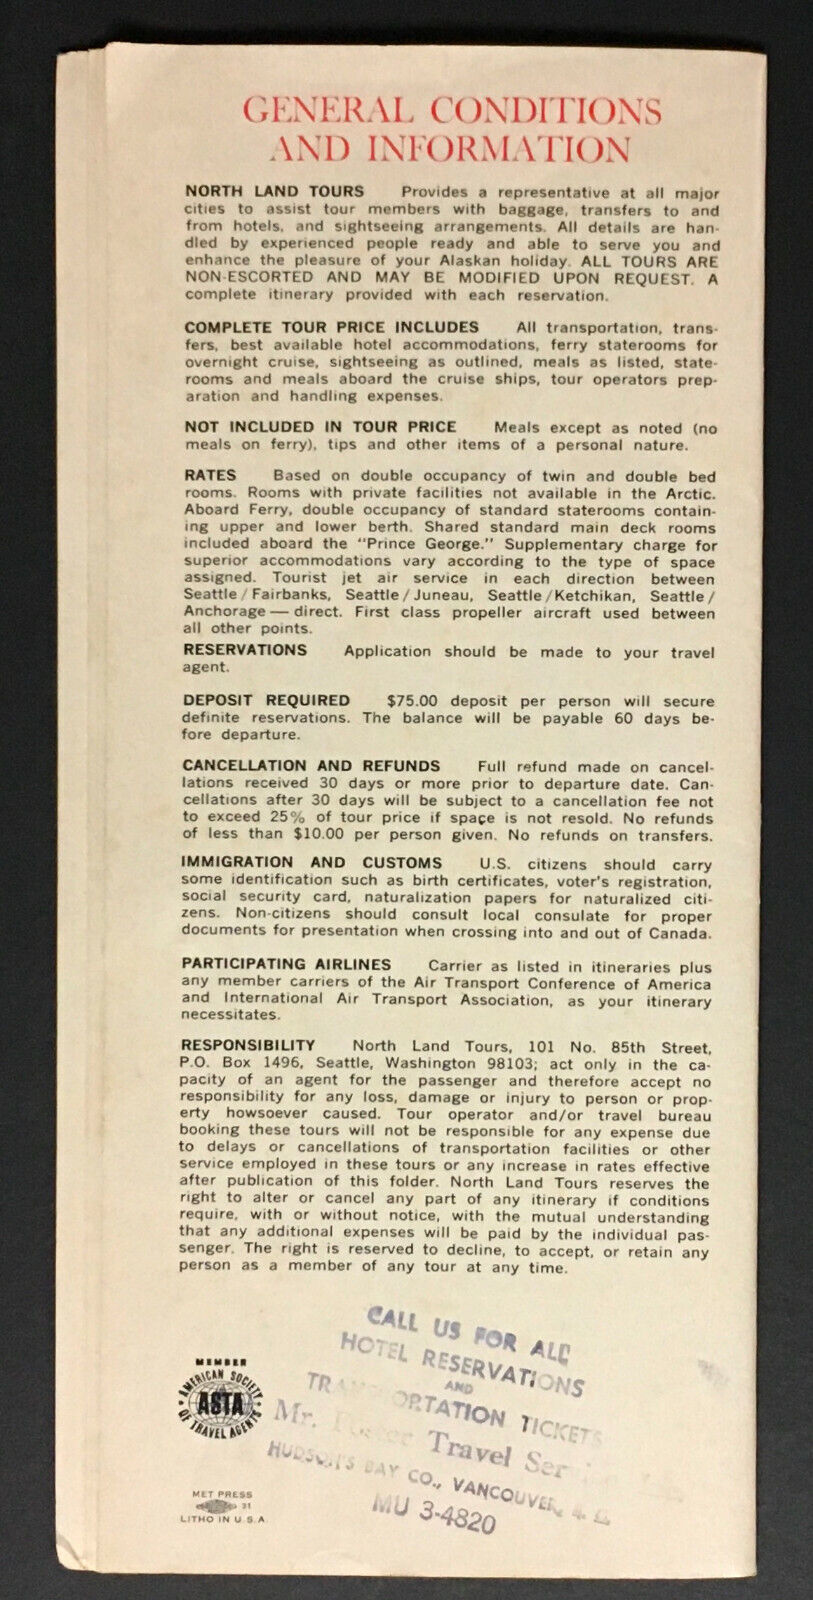 GENERAL CONDITIONS
AND INFORMATION
NORTH LAND TOURS Provides a representative at all major
cities to assist tour members with baggage, transfers to and
from hotels, and sightseeing arrangements. All details are han-
dled by experienced people ready and able to serve you and
enhance the pleasure of your Alaskan holiday. ALL TOURS ARE
NON-ESCORTED AND MAY BE MODIFIED UPON REQUEST. A
complete itinerary provided with each reservation.
COMPLETE TOUR PRICE INCLUDES All transportation, trans-
fers, best available hotel accommodations, ferry staterooms for
overnight cruise, sightseeing as outlined, meals as listed, state-
rooms and meals aboard the cruise ships, tour operators prep-
aration and handling expenses.
NOT INCLUDED IN TOUR PRICE Meals except as noted (no
meals on ferry), tips and other items of a personal nature.
RATES Based on double occupancy of twin and double bed
rooms. Rooms with private facilities not available in the Arctic.
Aboard Ferry, double occupancy of standard staterooms contain-
ing upper and lower berth. Shared standard main deck rooms
included aboard the "Prince George." Supplementary charge for
superior accommodations vary according to the type of space
assigned. Tourist jet air service in each direction between
Seattle/Fairbanks, Seattle/Juneau, Seattle/Ketchikan, Seattle/
Anchorage — direct. First class propeller aircraft used between
all other points.
RESERVATIONS Application should be made to your travel
agent.
DEPOSIT REQUIRED $75.00 deposit per person will secure
definite reservations. The balance will be payable 60 days be-
fore departure.
CANCELLATION AND REFUNDS Full refund made on cancel-
lations received 30 days or more prior to departure date. Can-
cellations after 30 days will be subject to a cancellation fee not
to exceed 25% of tour price if space is not resold. No refunds
of less than $10.00 per person given. No refunds on transfers.
IMMIGRATION AND CUSTOMS U.S. citizens should carry
some identification such as birth certificates, voter's registration,
social security card, naturalization papers for naturalized citi-
zens. Non-citizens should consult local consulate for proper
documents for presentation when crossing into and out of Canada.
PARTICIPATING AIRLINES Carrier as listed in itineraries plus
any member carriers of the Air Transport Conference of America
and International Air Transport Association, as your itinerary
necessitates.
RESPONSIBILITY North Land Tours, 101 No. 85th Street,
P.O. Box 1496, Seattle, Washington 98103; act only in the ca-
pacity of an agent for the passenger and therefore accept no
responsibility for any loss, damage or injury to person or prop-
erty howsoever caused. Tour operator and/or travel bureau
booking these tours will not be responsible for any expense due
to delays or cancellations of transportation facilities or other
service employed in these tours or any increase in rates effective
after publication of this folder. North Land Tours reserves the
right to alter or cancel any part of any itinerary if conditions
require, with or without notice, with the mutual understanding
that any additional expenses will be paid by the individual pas-
senger. The right is reserved to decline, to accept, or retain any
person as a member of any tour at any time.
CALL US FOR ALL
HOTEL RESERVATIONS
AND
TRANSPORTATION TICKETS
Mr. Travel
HUDSON'S BAY CO., VANCOUVER,
MU 3-4820
MEMBER
AMERICAN SOCIETY
ASTA
OF TRAVEL AGENTS
MET PRESS
31
LITHO IN U.S.A.